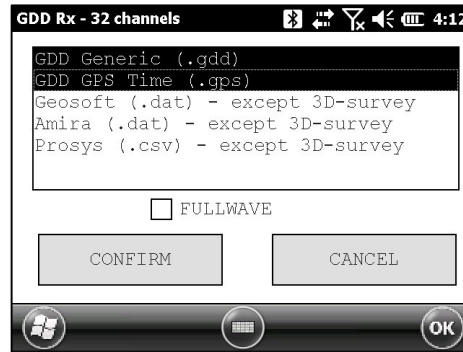 GDD Rx - 32 channels 4:12
GDD Generic (.gdd)
GDD GPS Time (.gps)
Geosoft (.dat) - except 3D-survey
Amira (.dat) - except 3D-survey
Prosys (.csv) - except 3D-survey
FULLWAVE
CONFIRM CANCEL
OK